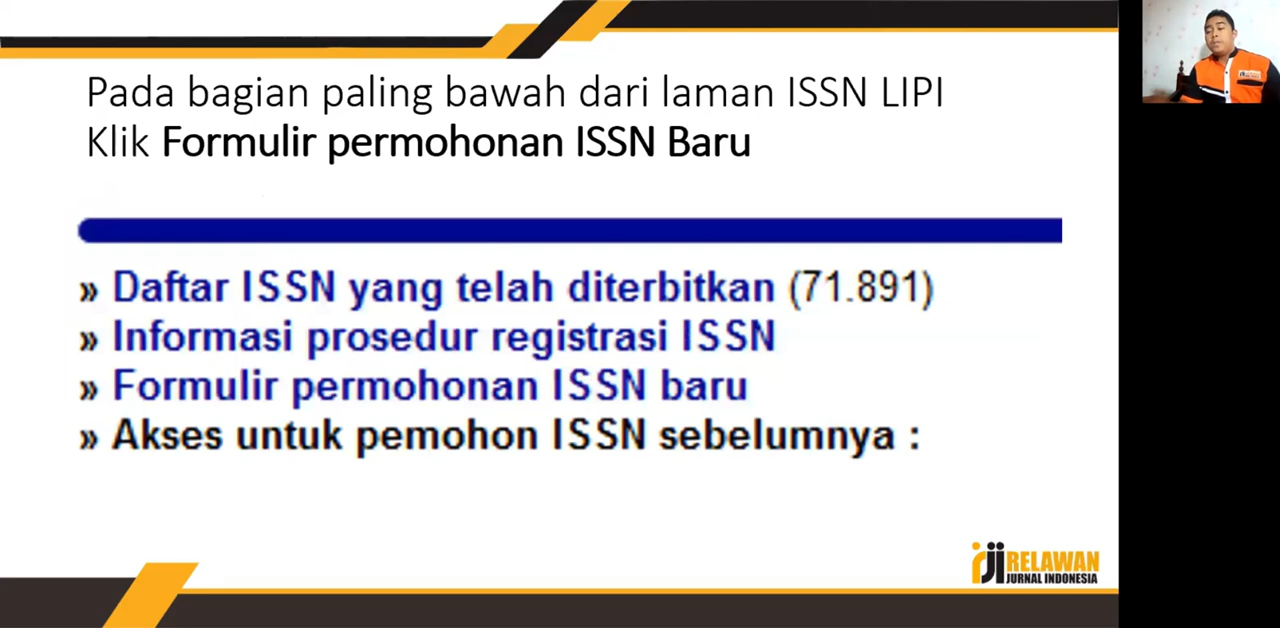 Pada bagian paling bawah dari laman ISSN LIPI
Klik Formulir permohonan ISSN Baru
» Daftar ISSN yang telah diterbitkan (71.891)
» Informasi prosedur registrasi ISSN
» Formulir permohonan ISSN baru
» Akses untuk pemohon ISSN sebelumnya :
rji RELAWAN
JURNAL INDONESIA